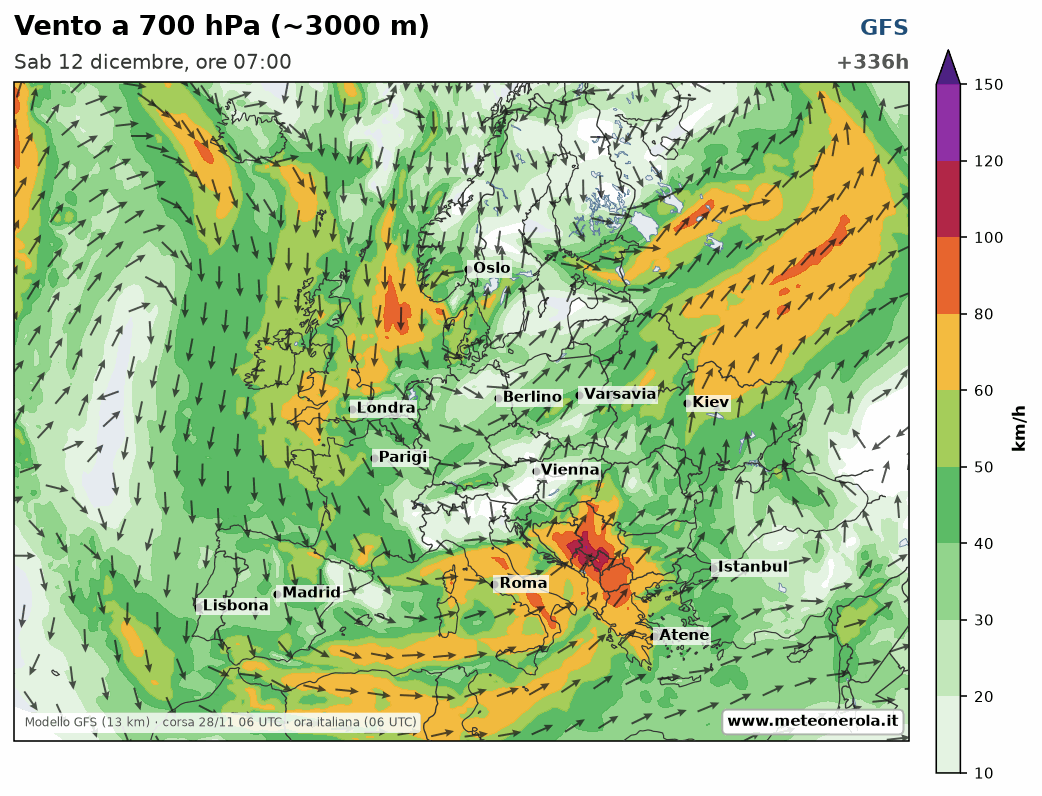 Vento a 700 hPa (~3000 m)
GFS
Sab 12 dicembre, ore 07:00
+336h
150
120
100
80
60
50
40
30
20
10
km/h
Oslo
Berlino
Varsavia
Kiev
Londra
Parigi
Vienna
Istanbul
Roma
Madrid
Lisbona
Atene
Modello GFS (13 km) · corsa 28/11 06 UTC · ora italiana (06 UTC)
www.meteonerola.it